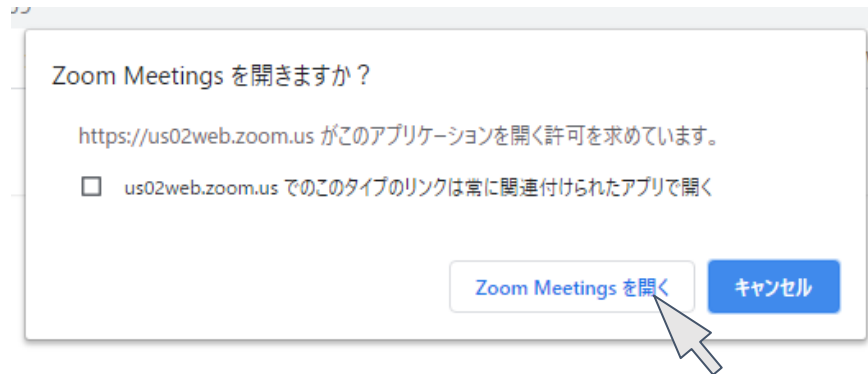 Zoom Meetings を開きますか？
https://us02web.zoom.us がこのアプリケーションを開く許可を求めています。
us02web.zoom.us でのこのタイプのリンクは常に関連付けられたアプリで開く
Zoom Meetings を開く
キャンセル